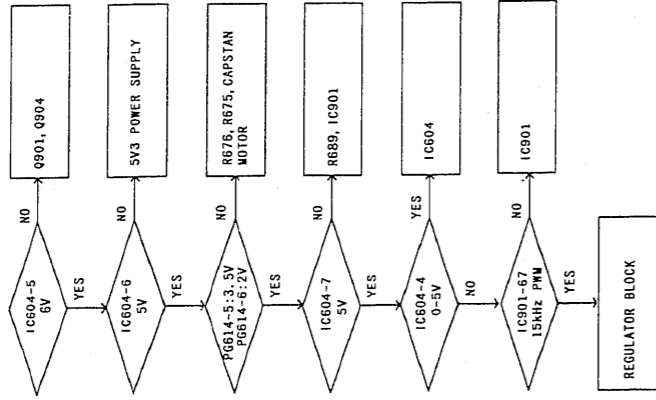 IC604-5
6V
NO
Q901, Q904
YES
IC604-6
5V
NO
5V3 POWER SUPPLY
YES
PG614-5:3.5V
PG614-6:2V
NO
R676, R675, CAPSTAN
MOTOR
YES
IC604-7
5V
NO
R689, IC901
YES
IC604-4
0-5V
YES
IC604
NO
IC901-67
15kHz PWM
NO
IC901
YES
REGULATOR BLOCK